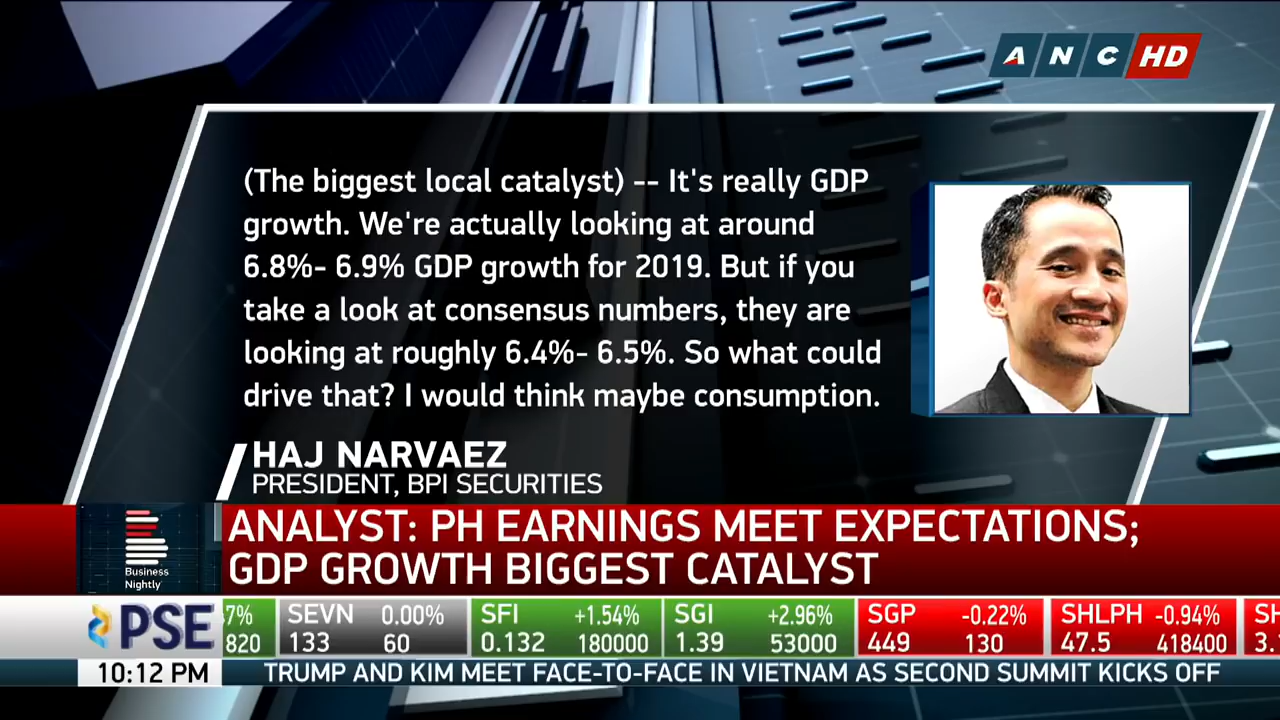 ANC HD
(The biggest local catalyst) -- It's really GDP
growth. We're actually looking at around
6.8%- 6.9% GDP growth for 2019. But if you
take a look at consensus numbers, they are
looking at roughly 6.4%- 6.5%. So what could
drive that? I would think maybe consumption.
HAJ NARVAEZ
PRESIDENT, BPI SECURITIES
ANALYST: PH EARNINGS MEET EXPECTATIONS;
GDP GROWTH BIGGEST CATALYST
Business
Nightly
PSE
7% SEVN 0.00% SFI +1.54% SGI +2.96% SGP -0.22% SHLPH -0.94%
820 133 60 0.132 180000 1.39 53000 449 130 47.5 418400 3.
10:12 PM TRUMP AND KIM MEET FACE-TO-FACE IN VIETNAM AS SECOND SUMMIT KICKS OFF